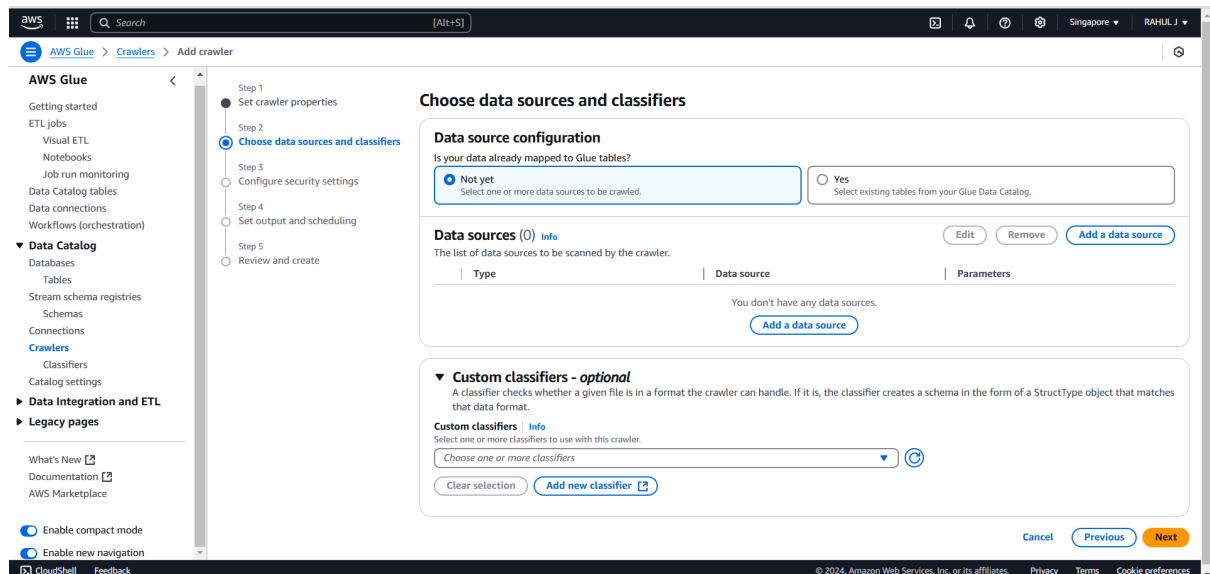 aws
Search
[Alt+S]
Singapore
RAHUL J
AWS Glue > Crawlers > Add crawler
AWS Glue
Getting started
ETL jobs
Visual ETL
Notebooks
Job run monitoring
Data Catalog tables
Data connections
Workflows (orchestration)
Data Catalog
Databases
Tables
Stream schema registries
Schemas
Connections
Crawlers
Classifiers
Catalog settings
Data Integration and ETL
Legacy pages
What's New
Documentation
AWS Marketplace
Enable compact mode
Enable new navigation
Step 1
Set crawler properties
Step 2
Choose data sources and classifiers
Step 3
Configure security settings
Step 4
Set output and scheduling
Step 5
Review and create
Choose data sources and classifiers
Data source configuration
Is your data already mapped to Glue tables?
Not yet
Select one or more data sources to be crawled.
Yes
Select existing tables from your Glue Data Catalog.
Data sources (0) Info
Edit
Remove
Add a data source
The list of data sources to be scanned by the crawler.
Type
Data source
Parameters
You don't have any data sources.
Add a data source
Custom classifiers - optional
A classifier checks whether a given file is in a format the crawler can handle. If it is, the classifier creates a schema in the form of a StructType object that matches
that data format.
Custom classifiers Info
Select one or more classifiers to use with this crawler.
Choose one or more classifiers
Clear selection
Add new classifier
Cancel
Previous
Next
CloudShell
Feedback
© 2024, Amazon Web Services, Inc. or its affiliates.
Privacy
Terms
Cookie preferences